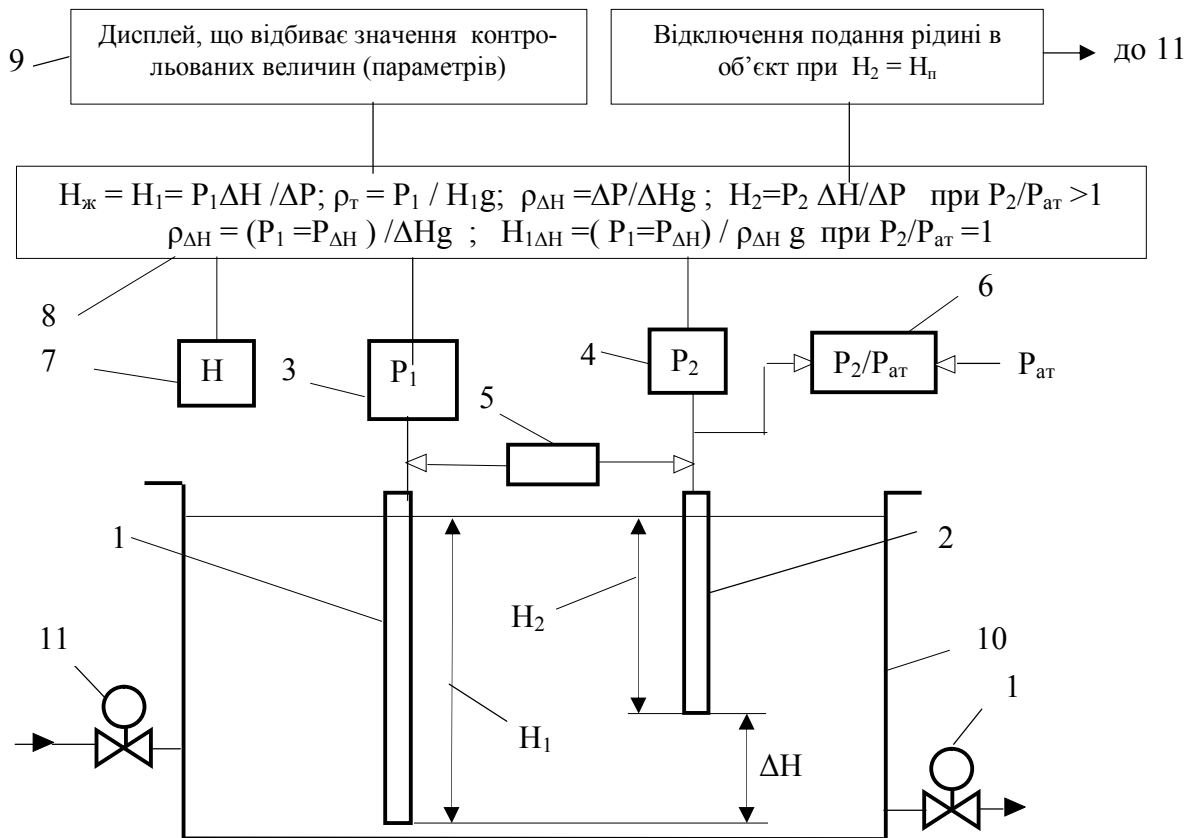 Дисплей, що відбиває значення контро-
льованих величин (параметрів)
9
Відключення подання рідині в
об’єкт при H₂ = Hп
до 11
Hж = H₁= P₁ΔH /ΔP; ρт = P₁ / H₁g; ρΔH =ΔP/ΔHg ; H₂=P₂ ΔH/ΔP при P₂/Pат >1
ρΔH = (P₁ =PΔH ) /ΔHg ; H₁ΔH =( P₁=PΔH) / ρΔH g при P₂/Pат =1
8
7
H
3
P₁
4
P₂
6
P₂/Pат
Pат
5
1
2
H₂
11
10
1
H₁
ΔH